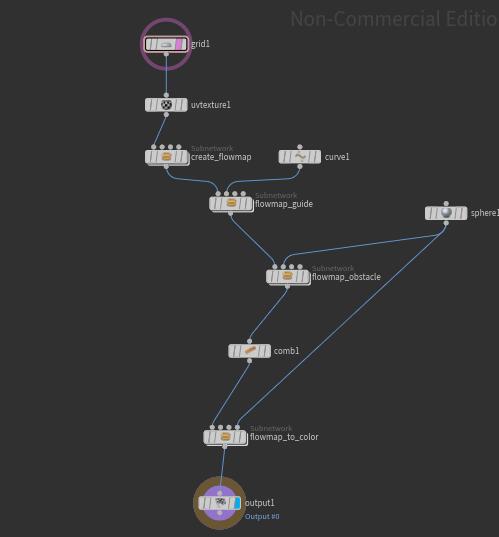 Non-Commercial Editio
grid1
uvtexture1
Subnetwork
create_flowmap
curve1
Subnetwork
flowmap_guide
sphere1
Subnetwork
flowmap_obstacle
comb1
Subnetwork
flowmap_to_color
output1
Output #0